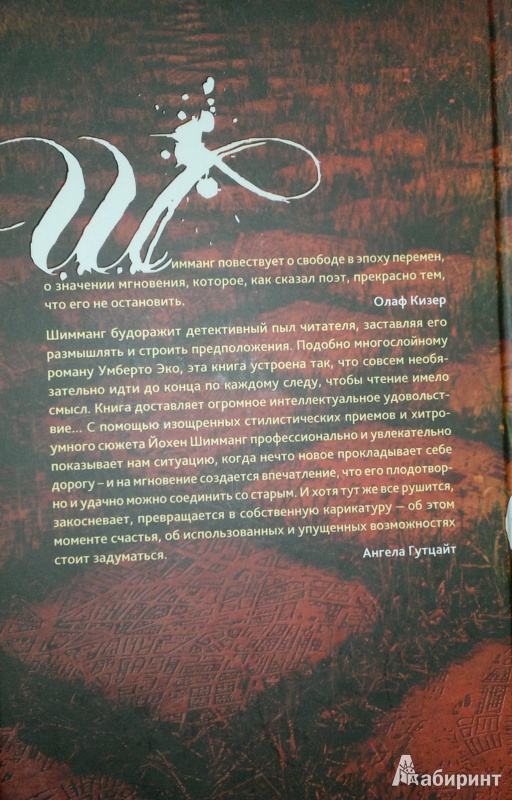 Шимманг повествует о свободе в эпоху перемен,
о значении мгновения, которое, как сказал поэт, прекрасно тем,
что его не остановить.
Олаф Кизер
Шимманг будоражит детективный пыл читателя, заставляя его
размышлять и строить предположения. Подобно многослойному
роману Умберто Эко, эта книга устроена так, что совсем необя-
зательно идти до конца по каждому следу, чтобы чтение имело
смысл. Книга доставляет огромное интеллектуальное удовольст-
вие... С помощью изощренных стилистических приемов и хитро-
умного сюжета Йохен Шимманг профессионально и увлекательно
показывает нам ситуацию, когда нечто новое прокладывает себе
дорогу – и на мгновение создается впечатление, что его плодотвор-
но и удачно можно соединить со старым. И хотя тут же все рушится,
закосневает, превращается в собственную карикатуру – об этом
моменте счастья, об использованных и упущенных возможностях
стоит задуматься.
Ангела Гутцайт
Лабиринт